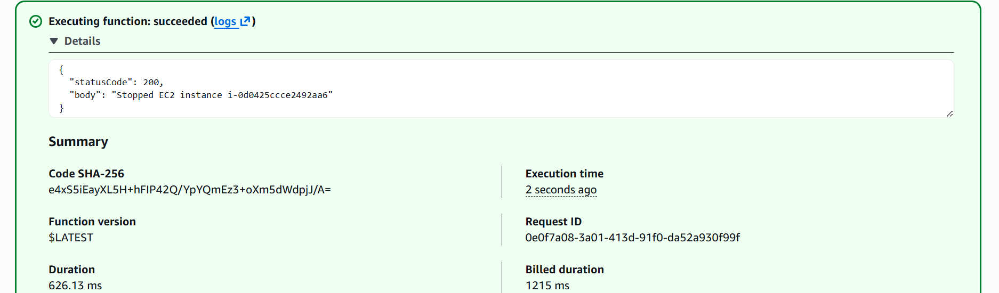 Executing function: succeeded (logs)
Details
{
"statusCode": 200,
"body": "Stopped EC2 instance i-0d0425ccce2492aa6"
}
Summary
Code SHA-256
e4xS5iEayXL5H+hFIP42Q/YpYQmEz3+oXm5dWdpjJ/A=
Execution time
2 seconds ago
Function version
$LATEST
Request ID
0e0f7a08-3a01-413d-91f0-da52a930f99f
Duration
626.13 ms
Billed duration
1215 ms